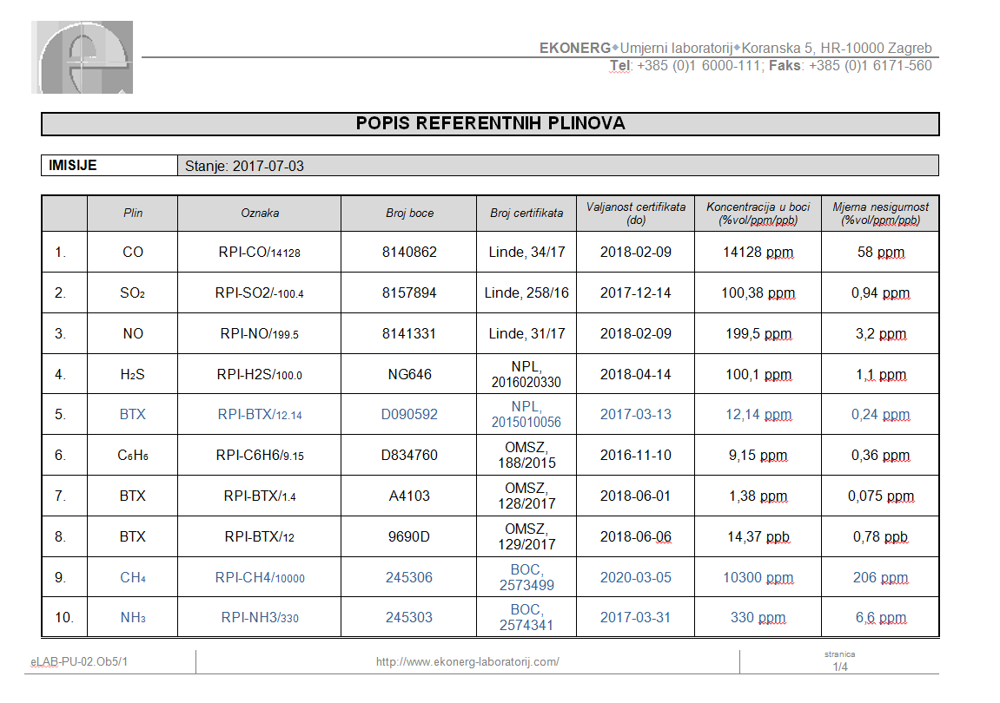 EKONERG◆Umjerni laboratorij◆Koranska 5, HR-10000 Zagreb
Tel: +385 (0)1 6000-111; Faks: +385 (0)1 6171-560
POPIS REFERENTNIH PLINOVA
IMISIJE Stanje: 2017-07-03
Plin Oznaka Broj boce Broj certifikata Valjanost certifikata (do) Koncentracija u boci (%vol/ppm/ppb) Mjerna nesigurnost (%vol/ppm/ppb)
1. CO RPI-CO/14128 8140862 Linde, 34/17 2018-02-09 14128 ppm 58 ppm
2. SO₂ RPI-SO2/-100.4 8157894 Linde, 258/16 2017-12-14 100,38 ppm 0,94 ppm
3. NO RPI-NO/199.5 8141331 Linde, 31/17 2018-02-09 199,5 ppm 3,2 ppm
4. H₂S RPI-H2S/100.0 NG646 NPL, 2016020330 2018-04-14 100,1 ppm 1,1 ppm
5. BTX RPI-BTX/12.14 D090592 NPL, 2015010056 2017-03-13 12,14 ppm 0,24 ppm
6. C₆H₆ RPI-C6H6/9.15 D834760 OMSZ, 188/2015 2016-11-10 9,15 ppm 0,36 ppm
7. BTX RPI-BTX/1.4 A4103 OMSZ, 128/2017 2018-06-01 1,38 ppm 0,075 ppm
8. BTX RPI-BTX/12 9690D OMSZ, 129/2017 2018-06-06 14,37 ppb 0,78 ppb
9. CH₄ RPI-CH4/10000 245306 BOC, 2573499 2020-03-05 10300 ppm 206 ppm
10. NH₃ RPI-NH3/330 245303 BOC, 2574341 2017-03-31 330 ppm 6,6 ppm
eLAB-PU-02.Ob5/1 http://www.ekonerg-laboratorij.com/ stranica
1/4